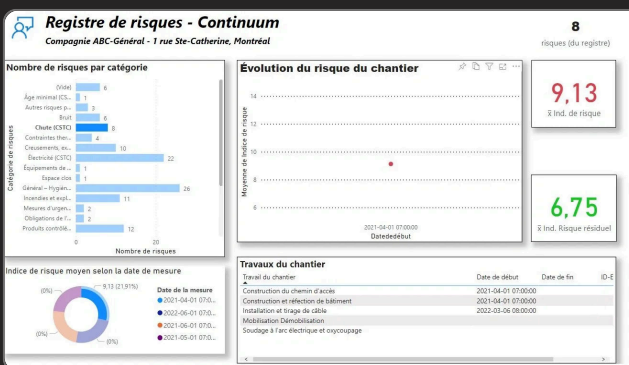 Registre de risques - Continuum
Compagnie ABC-Général - 1 rue Ste-Catherine, Montréal
8
risques (du registre)
Nombre de risques par catégorie
Catégorie de risques
(Vide) 6
Âge minimal (CS... 1
Autres risques p... 3
Bruit 6
Chute (CSTC) 8
Contraintes ther... 4
Creusements, ex... 10
Électricité (CSTC) 22
Équipements de ... 1
Espace clos 1
Général – Hygièn... 26
Incendies et expl... 11
Mesures d'urgen... 2
Obligations de l'... 2
Produits contrôlé... 12
0 20
Nombre de risques
Évolution du risque du chantier
Moyenne de Indice de risque
14
12
10
8
6
2021-04-01 07:00:00
Datededébut
9,13
x̄ Ind. de risque
6,75
x̄ Ind. Risque résiduel
Indice de risque moyen selon la date de mesure
(0%)
9,13 (21,91%)
(0%)
(0%)
Date de la mesure
2021-04-01 07:0...
2022-06-01 07:0...
2021-06-01 07:0...
2021-05-01 07:0...
Travaux du chantier
Travail du chantier Date de début Date de fin ID-E
Construction du chemin d'accès 2021-04-01 07:00:00
Construction et réfection de bâtiment 2021-04-01 07:00:00
Installation et tirage de câble 2022-03-06 08:00:00
Mobilisation Démobilisation
Soudage à l'arc électrique et oxycoupage